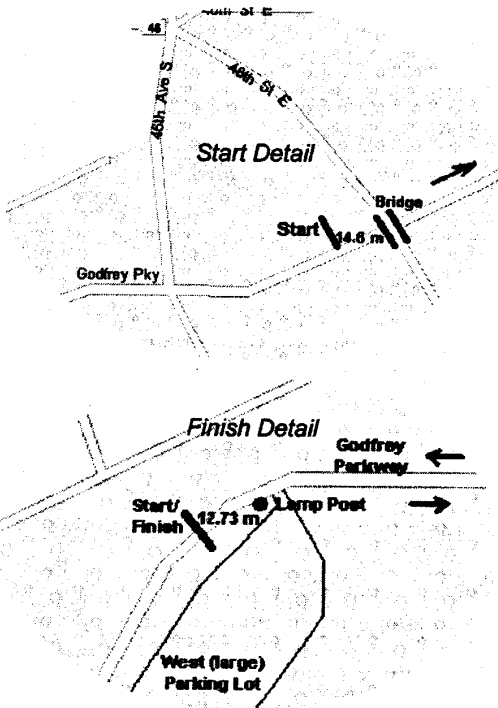 46
46th Ave S
46th St E
Start Detail
Bridge
Start
14.6 m
Godfrey Pky
Finish Detail
Godfrey
Parkway
Start/
Finish
12.73 m
Lamp Post
West (large)
Parking Lot